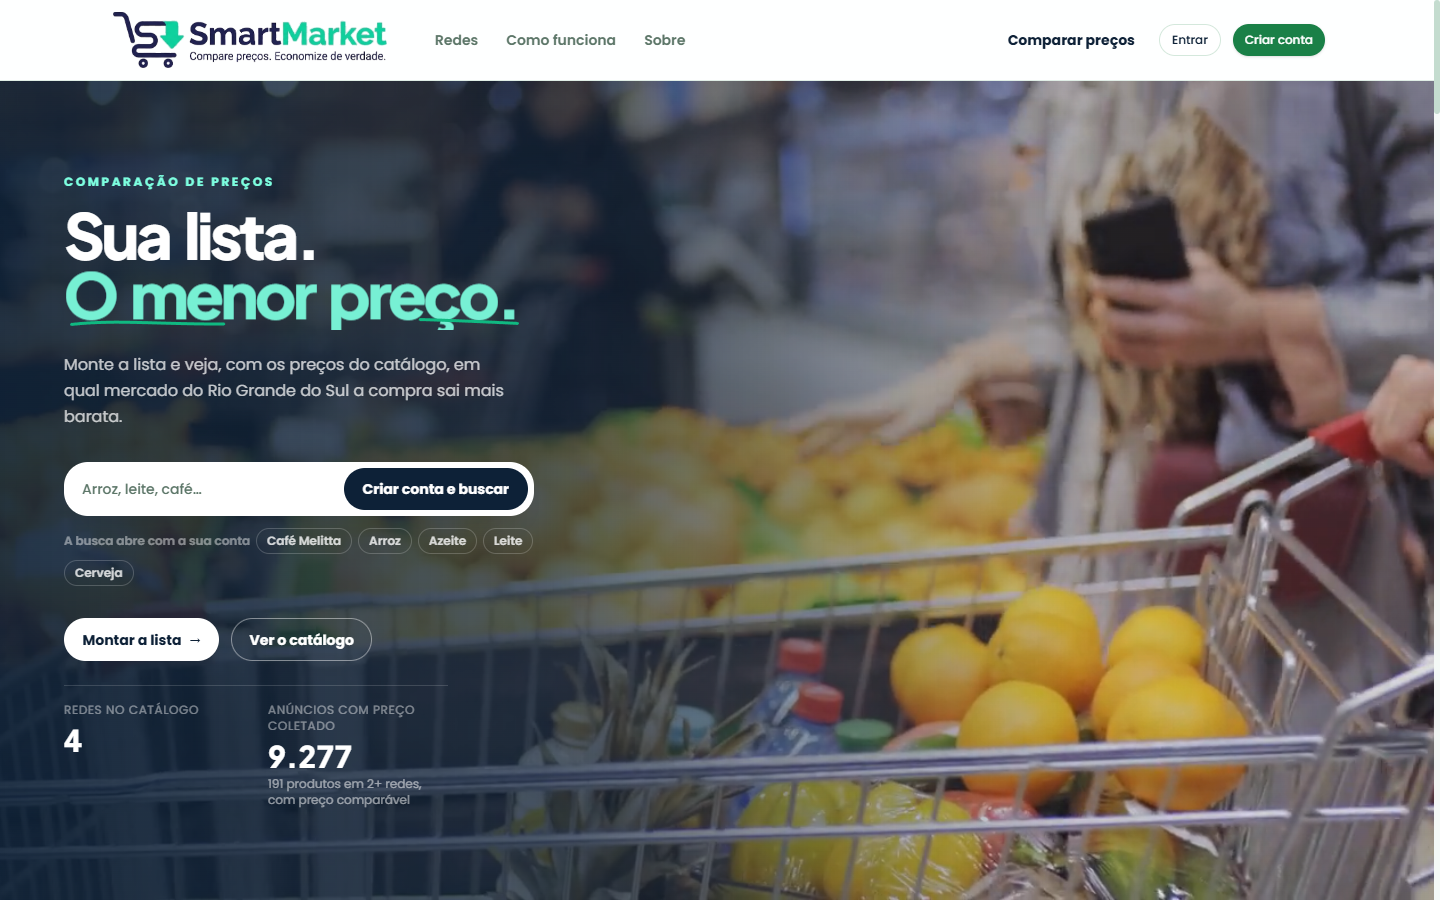 SmartMarket
Compare preços. Economize de verdade.
Redes
Como funciona
Sobre
Comparar preços
Entrar
Criar conta
COMPARAÇÃO DE PREÇOS
Sua lista.
O menor preço.
Monte a lista e veja, com os preços do catálogo, em
qual mercado do Rio Grande do Sul a compra sai mais
barata.
Arroz, leite, café...
Criar conta e buscar
A busca abre com a sua conta
Café Melitta
Arroz
Azeite
Leite
Cerveja
Montar a lista →
Ver o catálogo
REDES NO CATÁLOGO
4
ANÚNCIOS COM PREÇO
COLETADO
9.277
191 produtos em 2+ redes,
com preço comparável